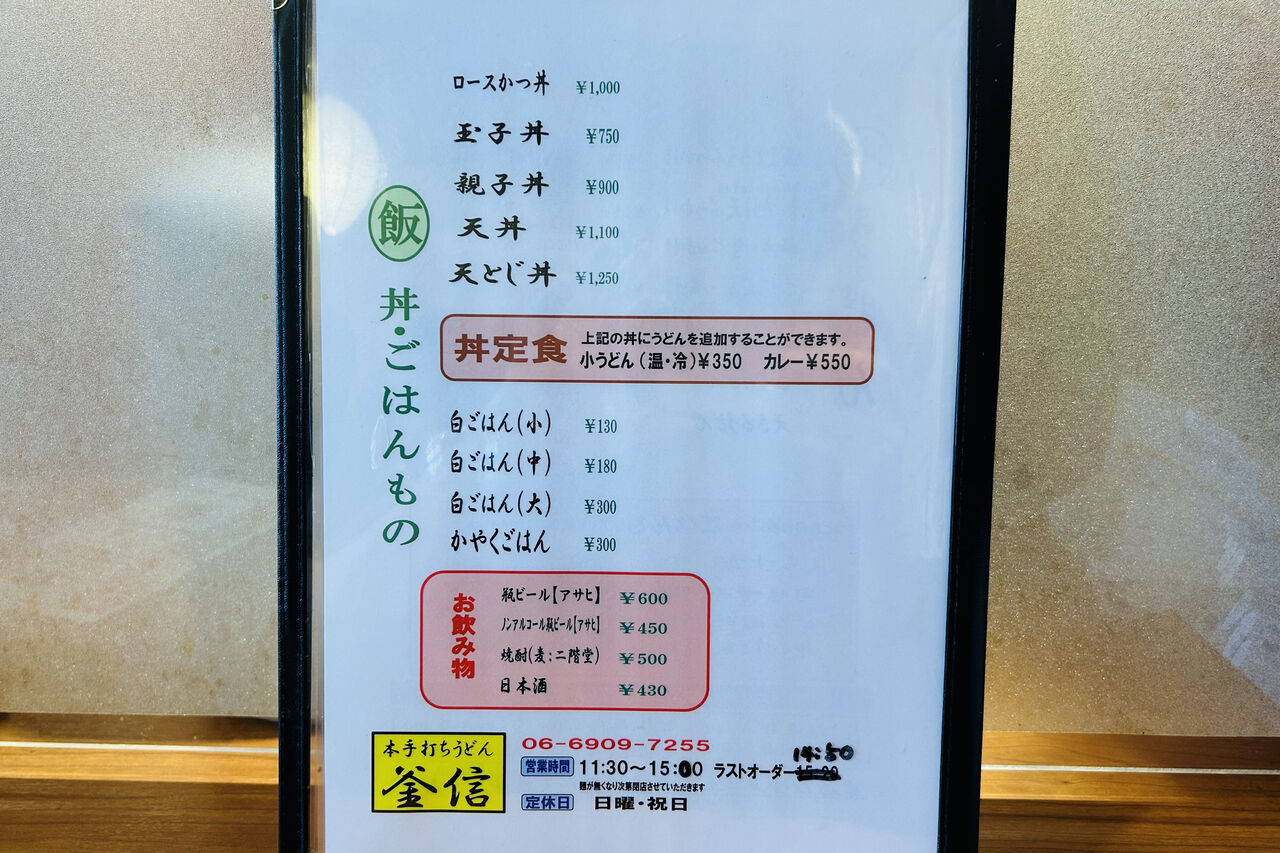 飯 丼・ごはんもの
ロースかつ丼 ¥1,000
玉子丼 ¥750
親子丼 ¥900
天丼 ¥1,100
天とじ丼 ¥1,250
丼定食 上記の丼にうどんを追加することができます。
小うどん(温・冷)¥350 カレー¥550
白ごはん(小) ¥130
白ごはん(中) ¥180
白ごはん(大) ¥300
かやくごはん ¥300
お飲み物
瓶ビール【アサヒ】 ¥600
ノンアルコール瓶ビール【アサヒ】 ¥450
焼酎(麦:二階堂) ¥500
日本酒 ¥430
本手打ちうどん
釜信
06-6909-7255
営業時間 11:30〜15:00 ラストオーダー 14:50
麺が無くなり次第閉店させていただきます
定休日 日曜・祝日